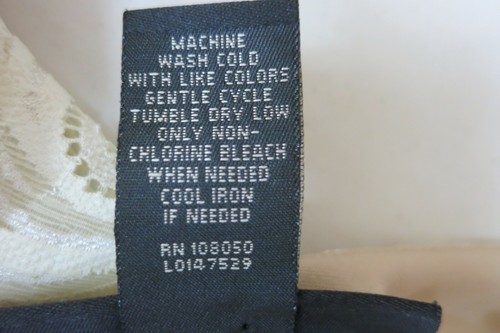 MACHINE
WASH COLD
WITH LIKE COLORS
GENTLE CYCLE
TUMBLE DRY LOW
ONLY NON-
CHLORINE BLEACH
WHEN NEEDED
COOL IRON
IF NEEDED
RN 108050
L0147529